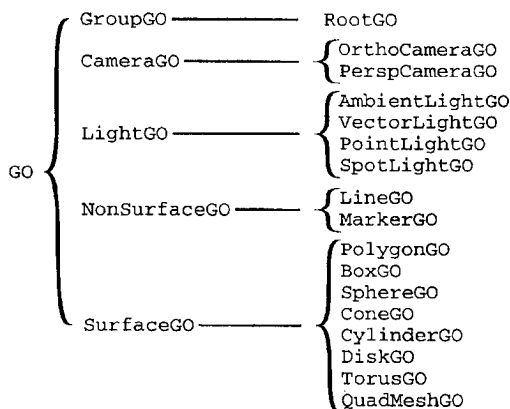 GO
GroupGO
RootGO
CameraGO
OrthoCameraGO
PerspCameraGO
LightGO
AmbientLightGO
VectorLightGO
PointLightGO
SpotLightGO
NonSurfaceGO
LineGO
MarkerGO
SurfaceGO
PolygonGO
BoxGO
SphereGO
ConeGO
CylinderGO
DiskGO
TorusGO
QuadMeshGO